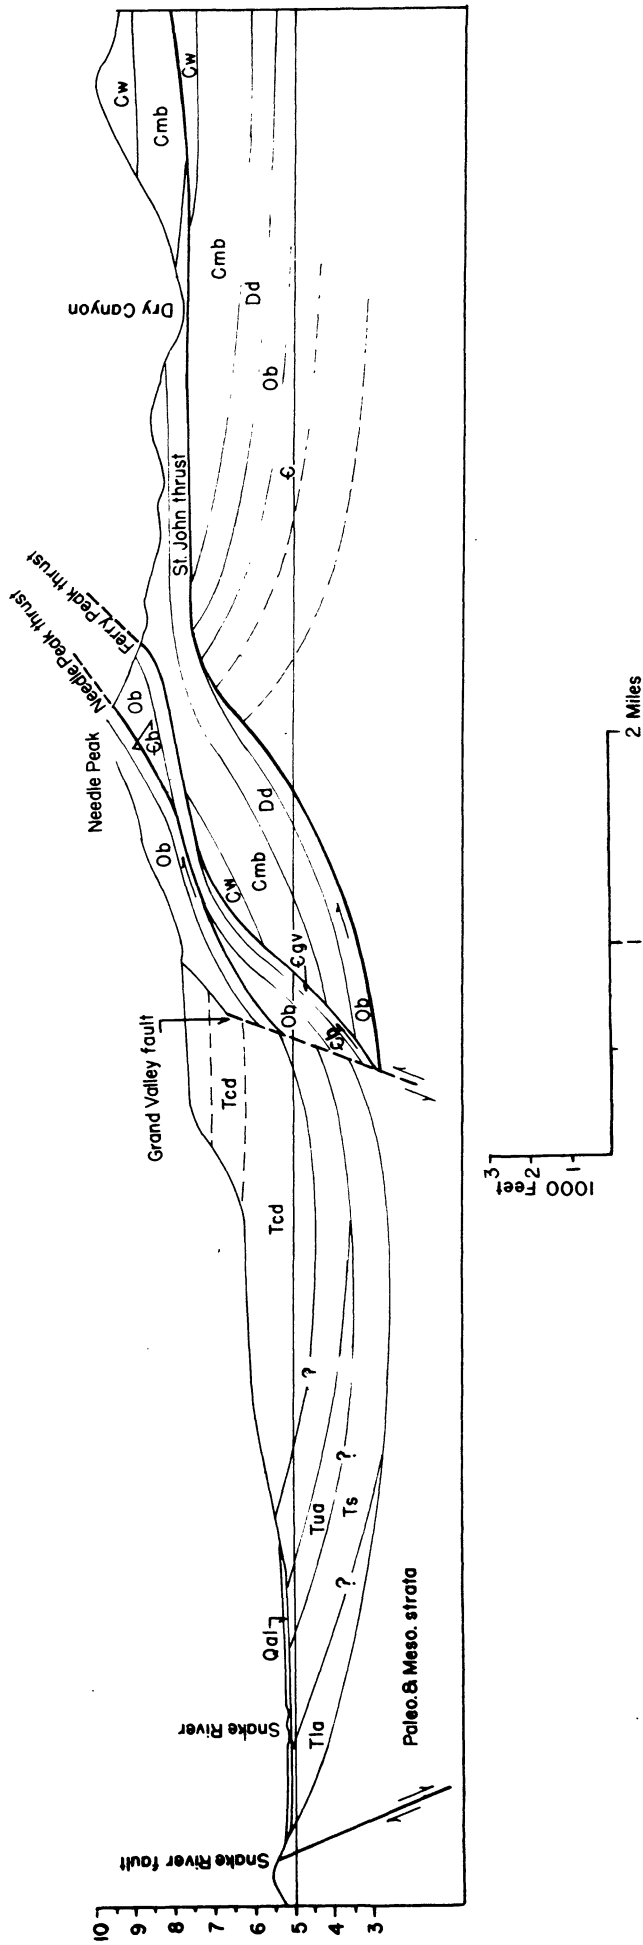 10
9
8
7
6
5
4
3
Snake River fault
Snake River
Qal
Tla
Tua
Ts
?
?
?
Paleo. & Meso. strata
Tcd
Tcd
Grand Valley fault
Needle Peak
Needle Peak thrust
Ferry Peak thrust
Ob
Ob
Єb
Ob
Єgv
Єb
Ob
Cw
Cmb
Dd
St. John thrust
Dry Canyon
Cw
Cmb
Cw
Cmb
Dd
Ob
Є
3
2
1
1000 Feet
1
2 Miles